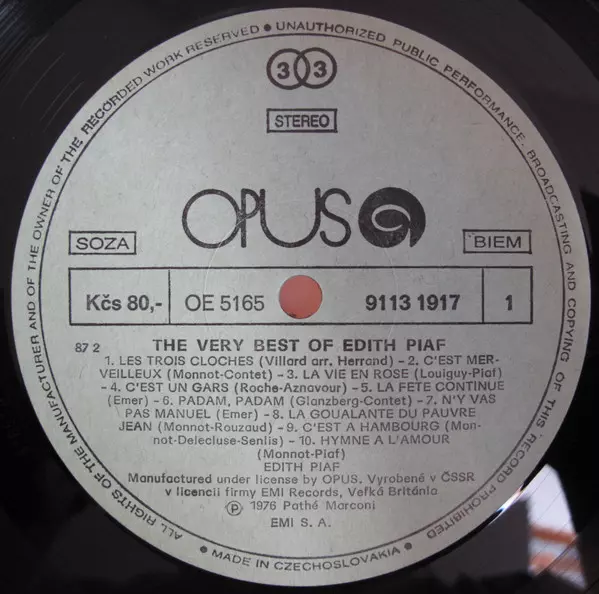 ALL RIGHTS OF THE MANUFACTURER AND OF THE OWNER OF THE RECORDED WORK RESERVED • UNAUTHORIZED PUBLIC PERFORMANCE, BROADCASTING AND COPYING OF THIS RECORD PROHIBITED
33
STEREO
OPUS
SOZA
BIEM
Kčs 80,-
OE 5165
9113 1917
1
87 2
THE VERY BEST OF EDITH PIAF
1. LES TROIS CLOCHES (Villard arr. Herrand) – 2. C'EST MER-
VEILLEUX (Monnot-Contet) – 3. LA VIE EN ROSE (Louiguy-Piaf)
– 4. C'EST UN GARS (Roche-Aznavour) – 5. LA FETE CONTINUE
(Emer) – 6. PADAM, PADAM (Glanzberg-Contet) – 7. N'Y VAS
PAS MANUEL (Emer) – 8. LA GOUALANTE DU PAUVRE
JEAN (Monnot-Rouzaud) – 9. C'EST A HAMBOURG (Mon-
not-Delecluse-Senlis) – 10. HYMNE A L'AMOUR
(Monnot-Piaf)
EDITH PIAF
Manufactured under license by OPUS. Vyrobené v ČSSR
v licencii firmy EMI Records, Veľká Británia
Ⓟ 1976 Pathé Marconi
EMI S. A.
• MADE IN CZECHOSLOVAKIA •